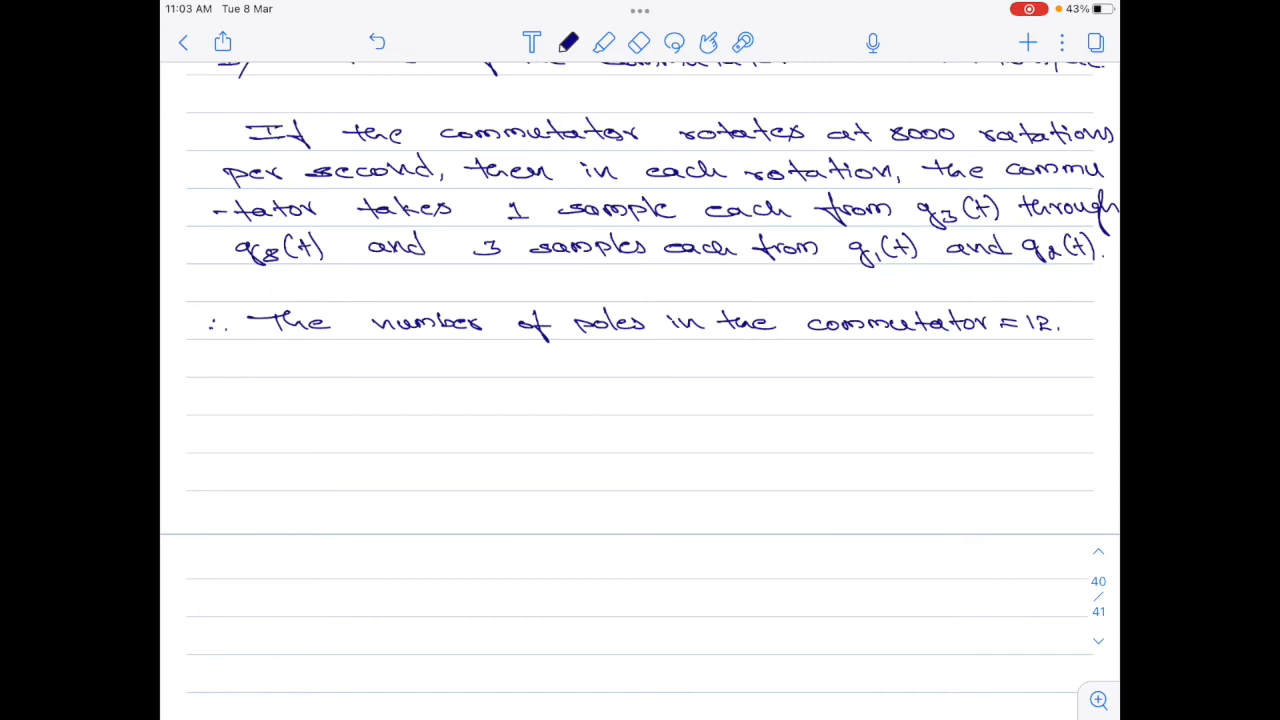 11:03 AM Tue 8 Mar
43%
If the commutator rotates at 8000 rotations
per second, then in each rotation, the commu
-tator takes 1 sample each from g3(t) through
g8(t) and 3 samples each from g1(t) and g2(t).
∴ The number of poles in the commutator = 12.
40
/
41